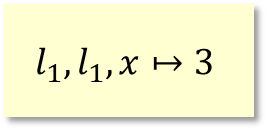 l₁, l₁, x ↦ 3